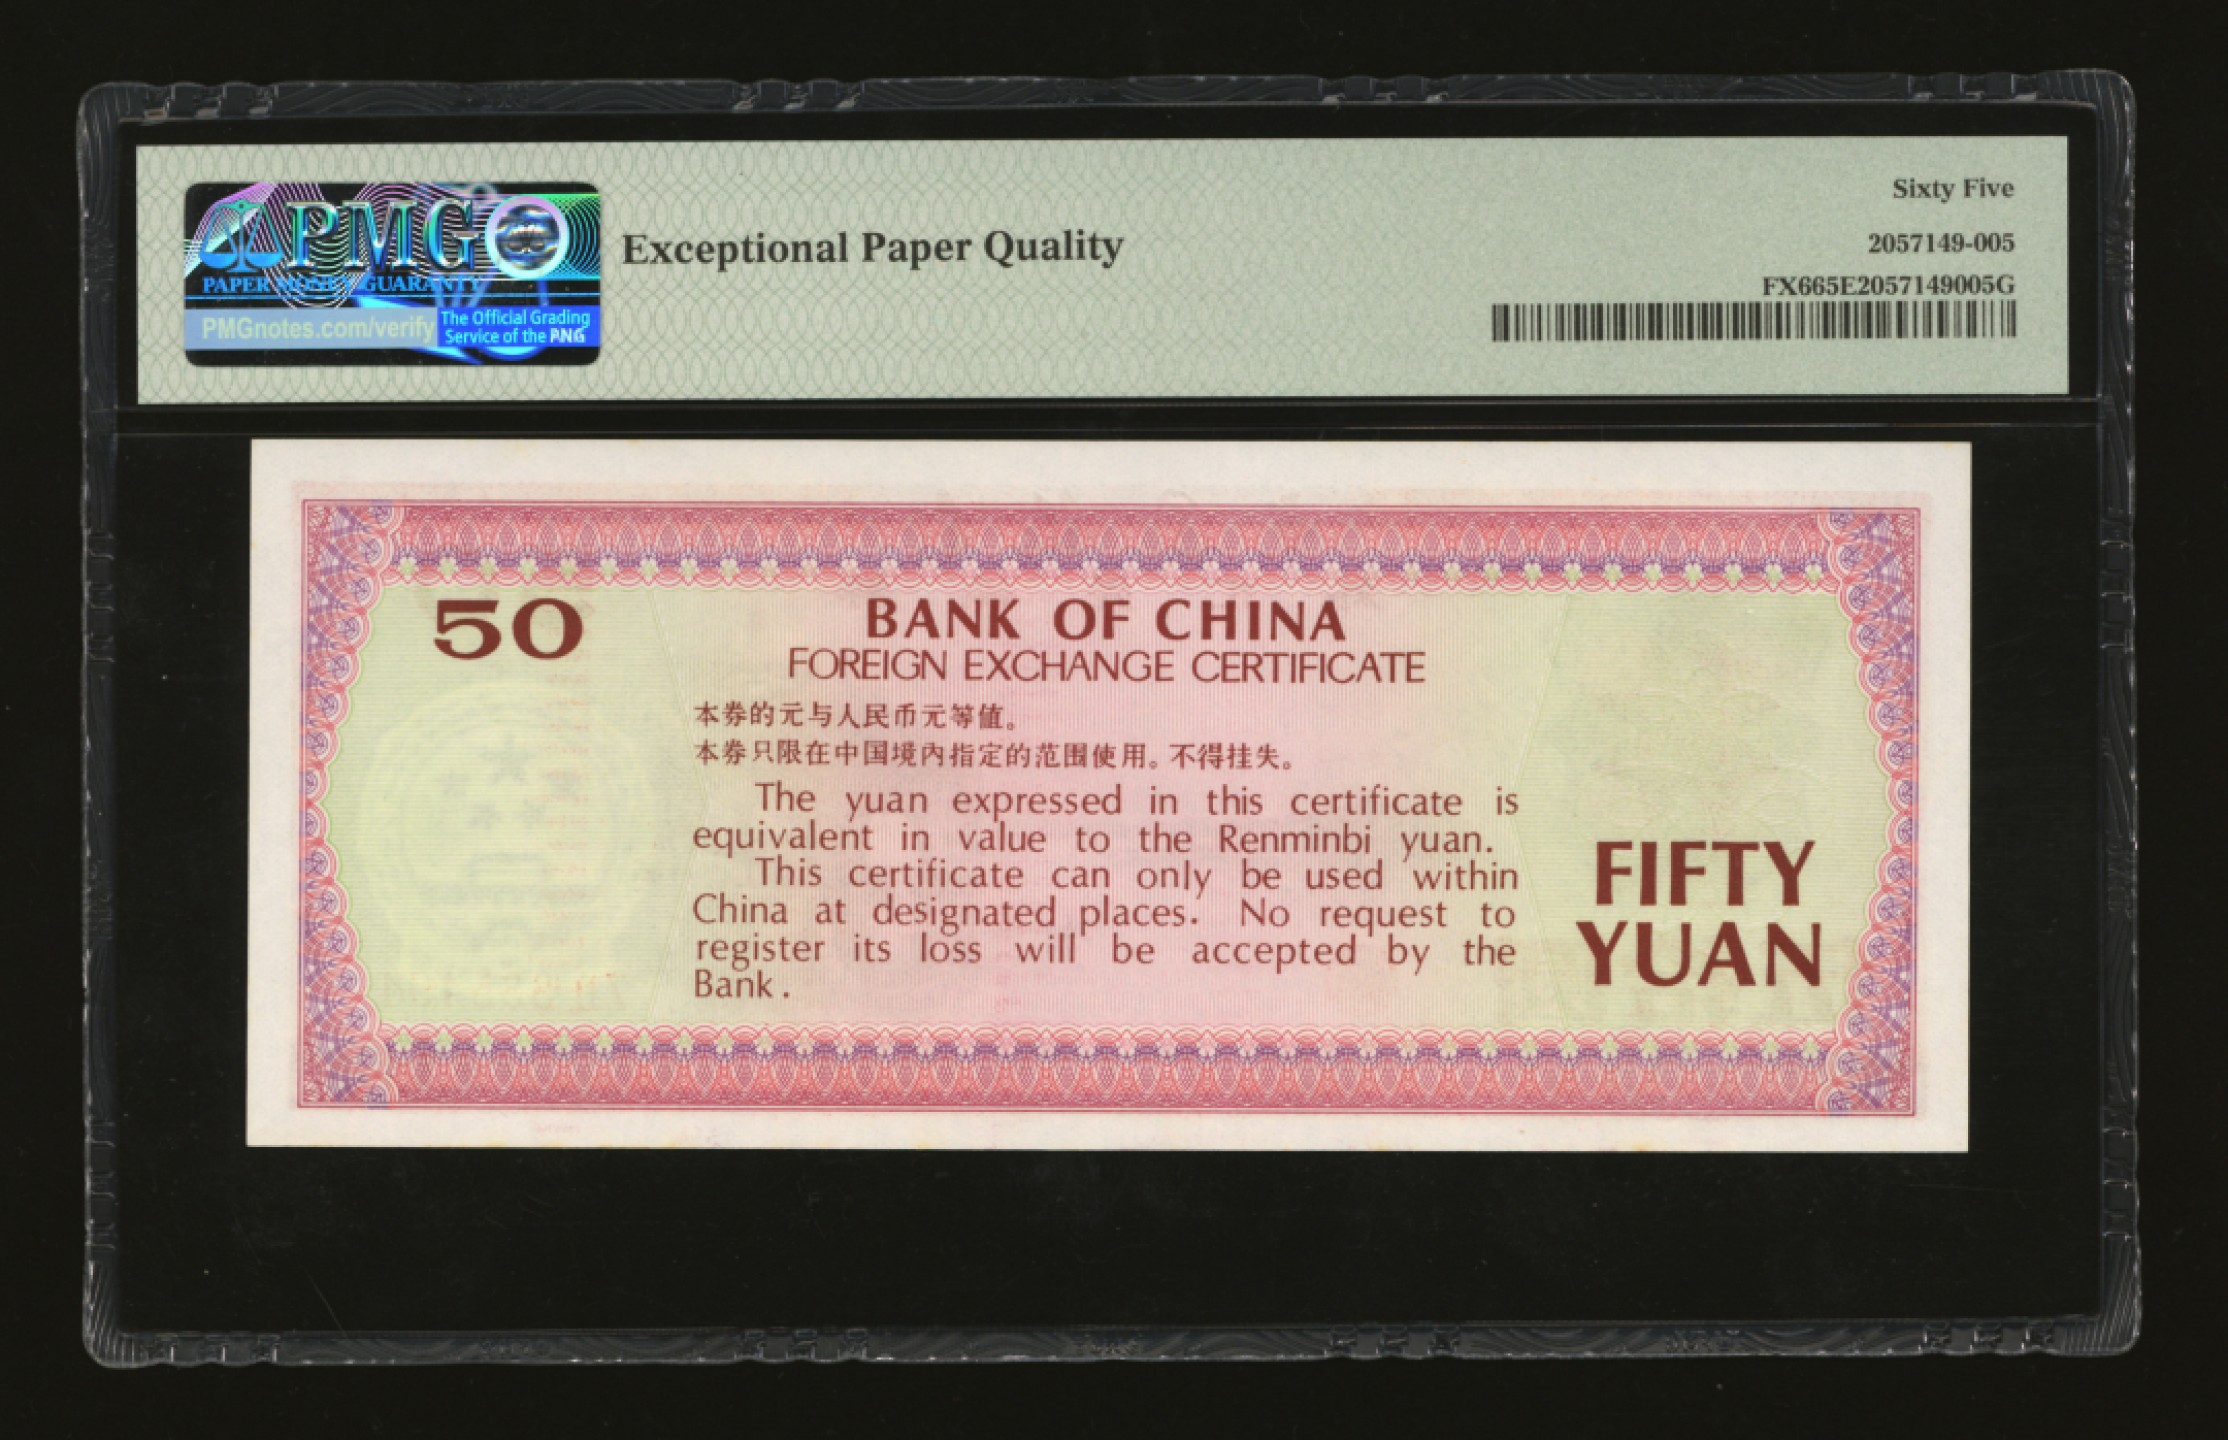 Sixty Five
PMG
Exceptional Paper Quality
2057149-005
PAPER MONEY GUARANTY
FX665E2057149005G
PMGnotes.com/verify
The Official Grading
Service of the PNG
50
BANK OF CHINA
FOREIGN EXCHANGE CERTIFICATE
本券的元与人民币元等值。
本券只限在中国境内指定的范围使用。不得挂失。
The yuan expressed in this certificate is
equivalent in value to the Renminbi yuan.
This certificate can only be used within
China at designated places. No request to
register its loss will be accepted by the
Bank.
FIFTY
YUAN